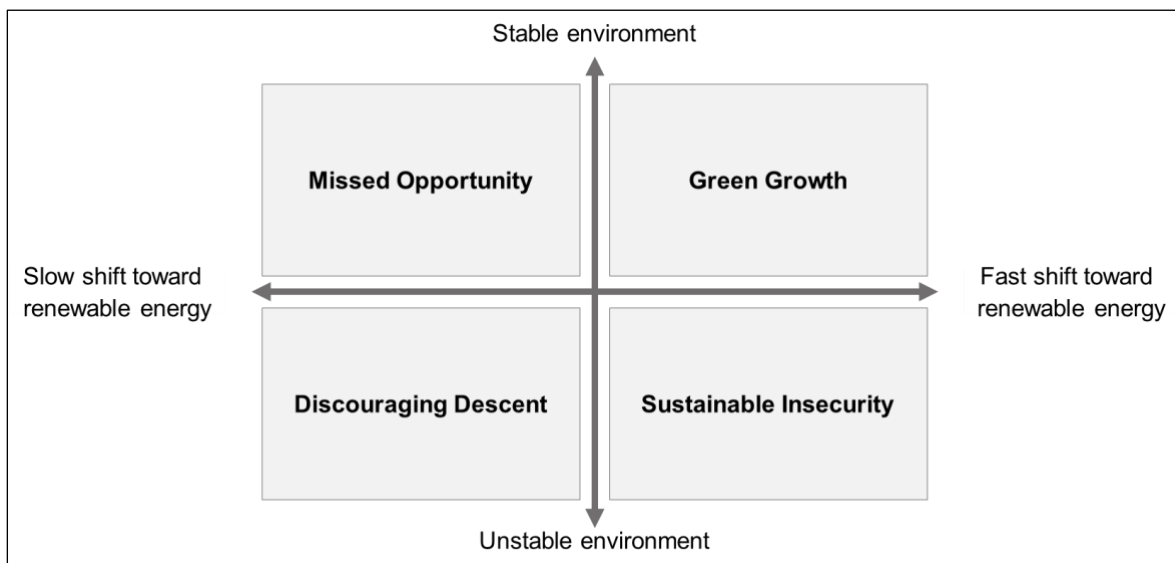 Stable environment
Missed Opportunity
Green Growth
Slow shift toward
renewable energy
Fast shift toward
renewable energy
Discouraging Descent
Sustainable Insecurity
Unstable environment